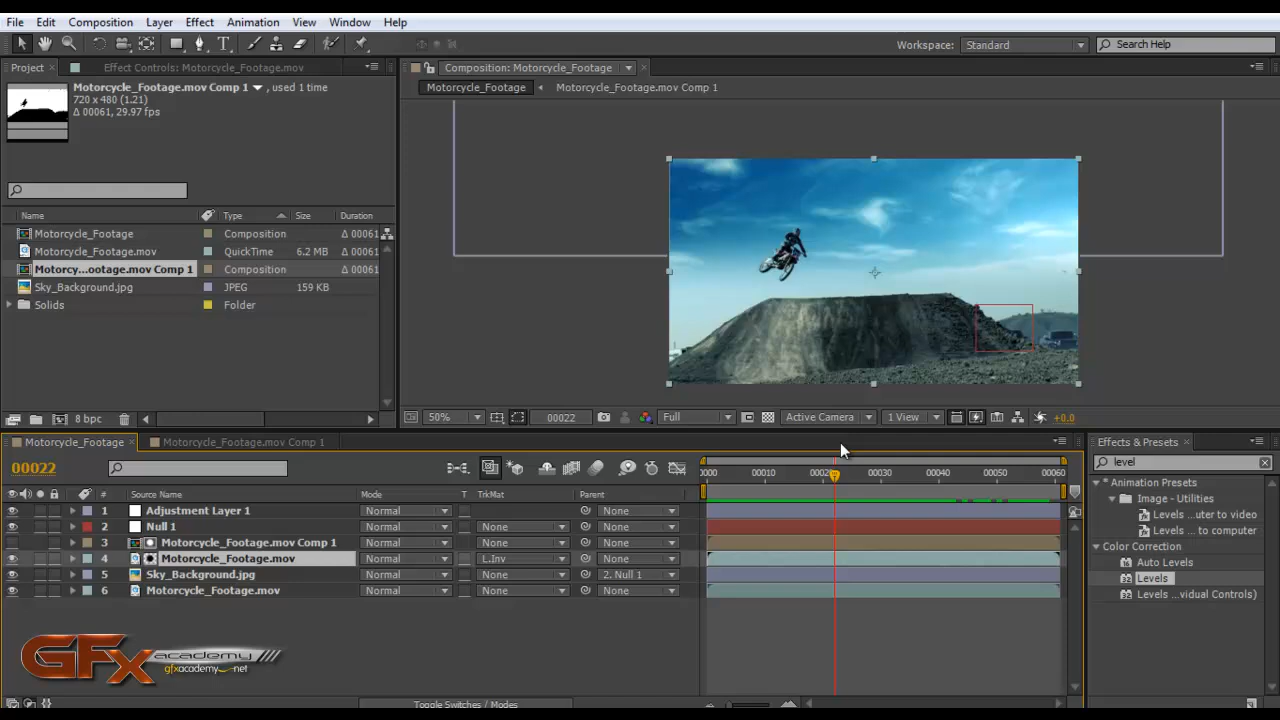 File Edit Composition Layer Effect Animation View Window Help
Workspace: Standard Search Help
Project Effect Controls: Motorcycle_Footage.mov
Composition: Motorcycle_Footage
Motorcycle_Footage.mov Comp 1 , used 1 time
720 x 480 (1.21)
Δ 00061, 29.97 fps
Motorcycle_Footage Motorcycle_Footage.mov Comp 1
Name Type Size Duration
Motorcycle_Footage Composition Δ 00061
Motorcycle_Footage.mov QuickTime 6.2 MB Δ 00061
Motorcy...ootage.mov Comp 1 Composition Δ 00061
Sky_Background.jpg JPEG 159 KB
Solids Folder
8 bpc
50% 00022 Full Active Camera 1 View +0.0
Motorcycle_Footage Motorcycle_Footage.mov Comp 1
00022
0000 00010 00020 00030 00040 00050 00060
# Source Name Mode T TrkMat Parent
1 Adjustment Layer 1 Normal None
2 Null 1 Normal None None
3 Motorcycle_Footage.mov Comp 1 Normal None None
4 Motorcycle_Footage.mov Normal L.Inv None
5 Sky_Background.jpg Normal None 2. Null 1
6 Motorcycle_Footage.mov Normal None None
Effects & Presets
level
* Animation Presets
Image - Utilities
Levels ...uter to video
Levels ... to computer
Color Correction
Auto Levels
Levels
Levels ...vidual Controls)
GFx academy
gfxacademy.net
Toggle Switches / Modes